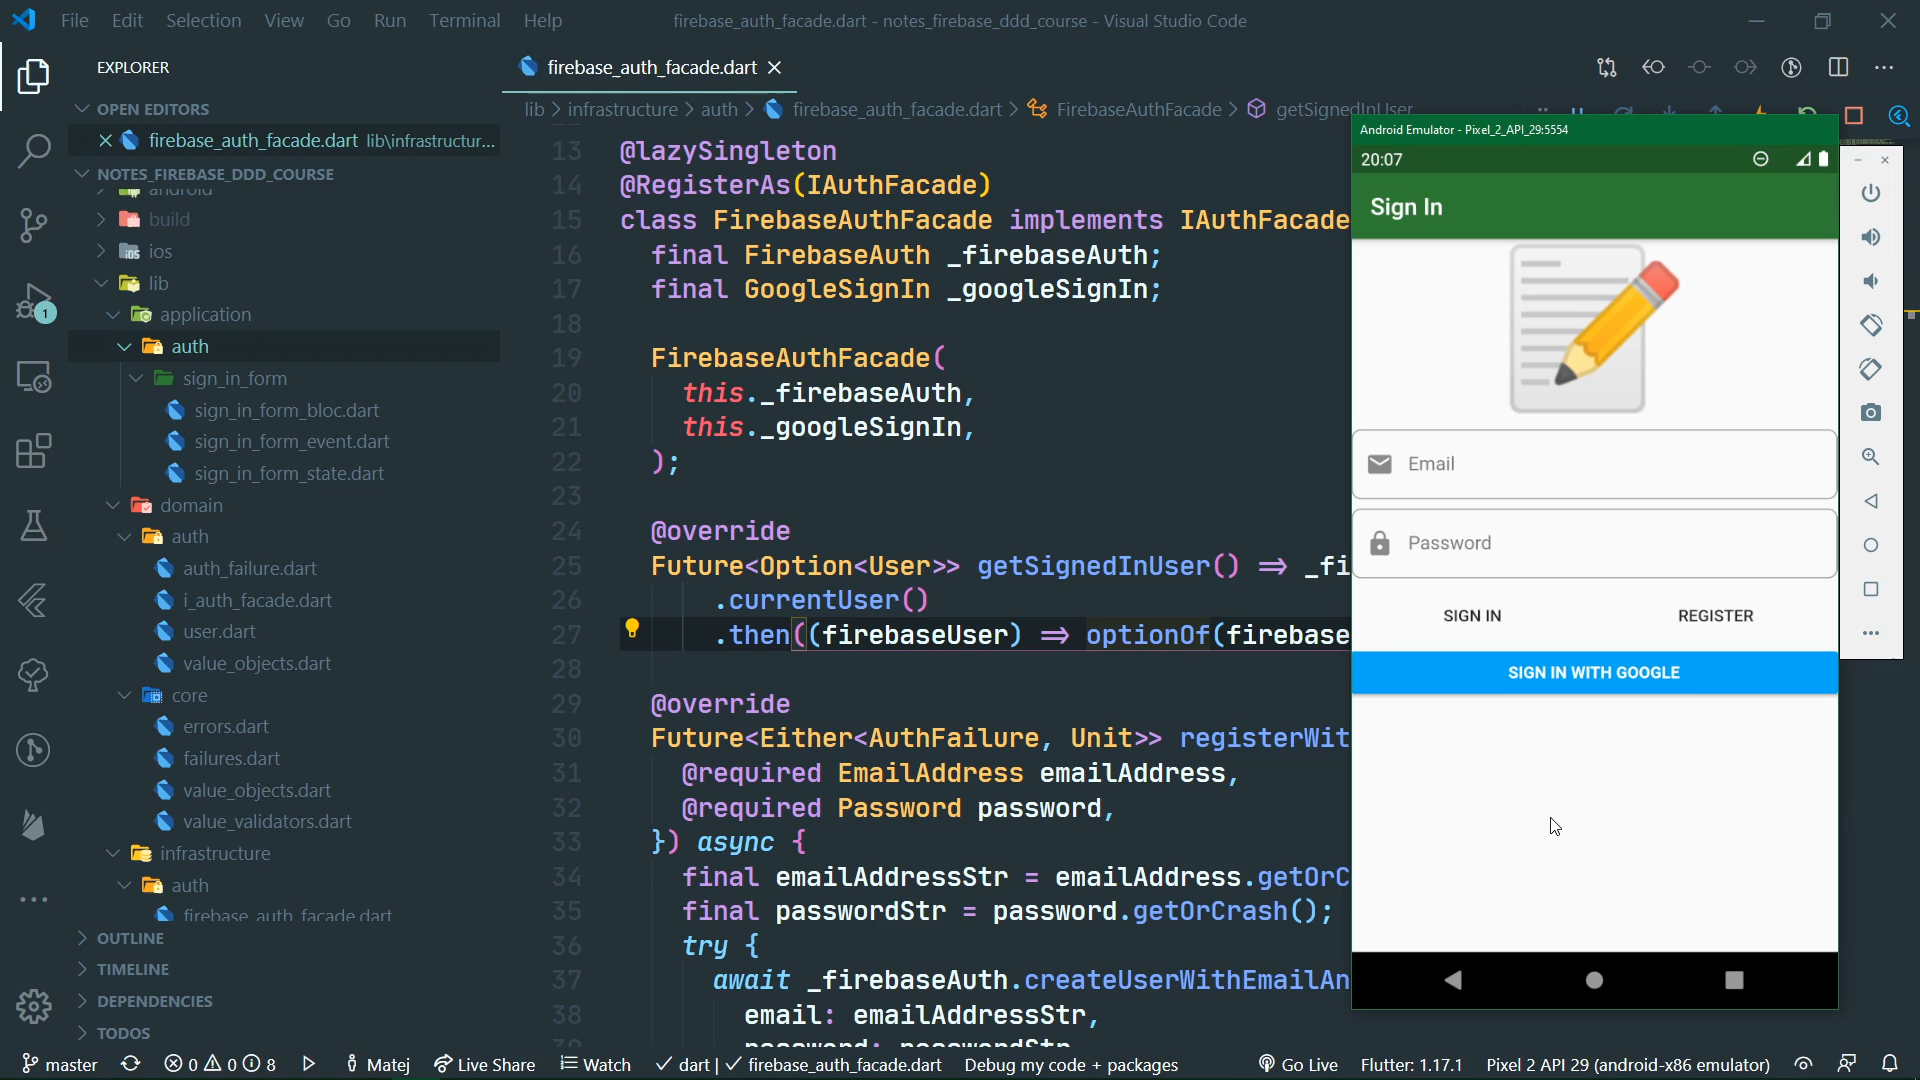 File Edit Selection View Go Run Terminal Help
firebase_auth_facade.dart - notes_firebase_ddd_course - Visual Studio Code
EXPLORER
OPEN EDITORS
firebase_auth_facade.dart lib\infrastructur...
NOTES_FIREBASE_DDD_COURSE
android
build
ios
lib
application
auth
sign_in_form
sign_in_form_bloc.dart
sign_in_form_event.dart
sign_in_form_state.dart
domain
auth
auth_failure.dart
i_auth_facade.dart
user.dart
value_objects.dart
core
errors.dart
failures.dart
value_objects.dart
value_validators.dart
infrastructure
auth
firebase_auth_facade.dart
OUTLINE
TIMELINE
DEPENDENCIES
TODOS
1
firebase_auth_facade.dart
lib > infrastructure > auth > firebase_auth_facade.dart > FirebaseAuthFacade > getSignedInUser
13 @lazySingleton
14 @RegisterAs(IAuthFacade)
15 class FirebaseAuthFacade implements IAuthFacade
16 final FirebaseAuth _firebaseAuth;
17 final GoogleSignIn _googleSignIn;
18
19 FirebaseAuthFacade(
20 this._firebaseAuth,
21 this._googleSignIn,
22 );
23
24 @override
25 Future<Option<User>> getSignedInUser() => _fi
26 .currentUser()
27 .then((firebaseUser) => optionOf(firebase
28
29 @override
30 Future<Either<AuthFailure, Unit>> registerWit
31 @required EmailAddress emailAddress,
32 @required Password password,
33 }) async {
34 final emailAddressStr = emailAddress.getOrC
35 final passwordStr = password.getOrCrash();
36 try {
37 await _firebaseAuth.createUserWithEmailAn
38 email: emailAddressStr,
39 password: passwordStr,
Android Emulator - Pixel_2_API_29:5554
20:07
Sign In
Email
Password
SIGN IN REGISTER
SIGN IN WITH GOOGLE
master 0 0 8 Matej Live Share Watch dart | firebase_auth_facade.dart Debug my code + packages Go Live Flutter: 1.17.1 Pixel 2 API 29 (android-x86 emulator)